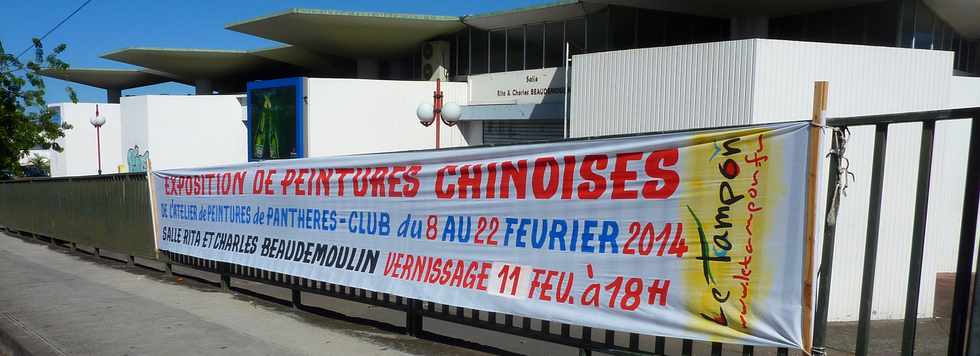 Salle
Rita & Charles BEAUDEMOULIN
EXPOSITION DE PEINTURES CHINOISES
DE L'ATELIER de PEINTURES de PANTHERES-CLUB du 8 AU 22 FEVRIER 2014
SALLE RITA ET CHARLES BEAUDEMOULIN VERNISSAGE 11 FEV. à 18H
Le Tampon
www.letampon.fr